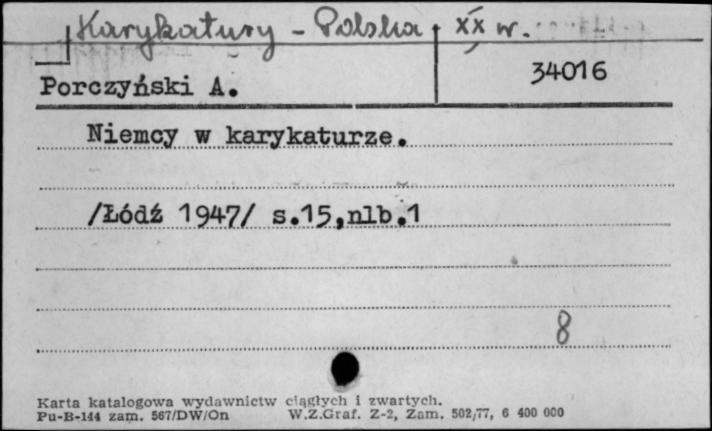 Karykatury - Polska, XX w.
34016
Porczyński A.
Niemcy w karykaturze.
/Łódź 1947/ s.15,nlb.1
8
Karta katalogowa wydawnictw ciągłych i zwartych.
Pu-B-144 zam. 567/DW/On W.Z.Graf. Z-2, Zam. 502/77, 6 400 000